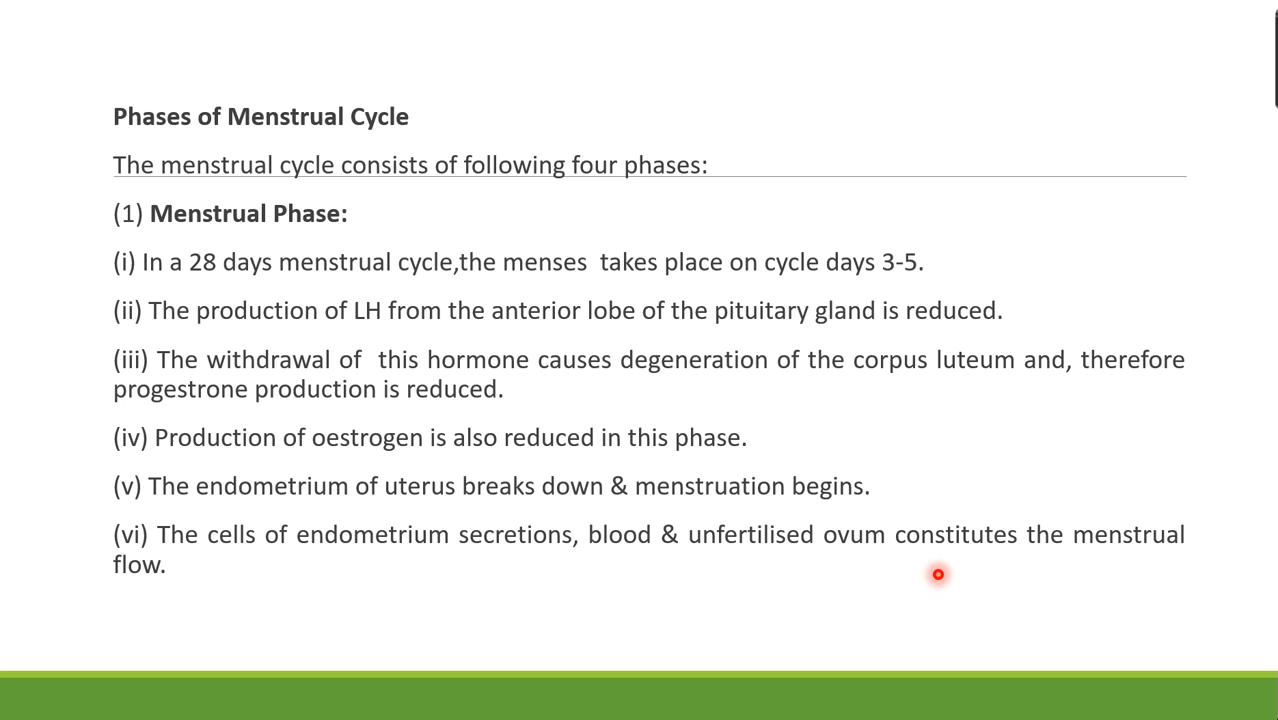 Phases of Menstrual Cycle
The menstrual cycle consists of following four phases:
(1) Menstrual Phase:
(i) In a 28 days menstrual cycle,the menses  takes place on cycle days 3-5.
(ii) The production of LH from the anterior lobe of the pituitary gland is reduced.
(iii) The withdrawal of  this hormone causes degeneration of the corpus luteum and, therefore
progestrone production is reduced.
(iv) Production of oestrogen is also reduced in this phase.
(v) The endometrium of uterus breaks down & menstruation begins.
(vi) The cells of endometrium secretions, blood & unfertilised ovum constitutes the menstrual
flow.